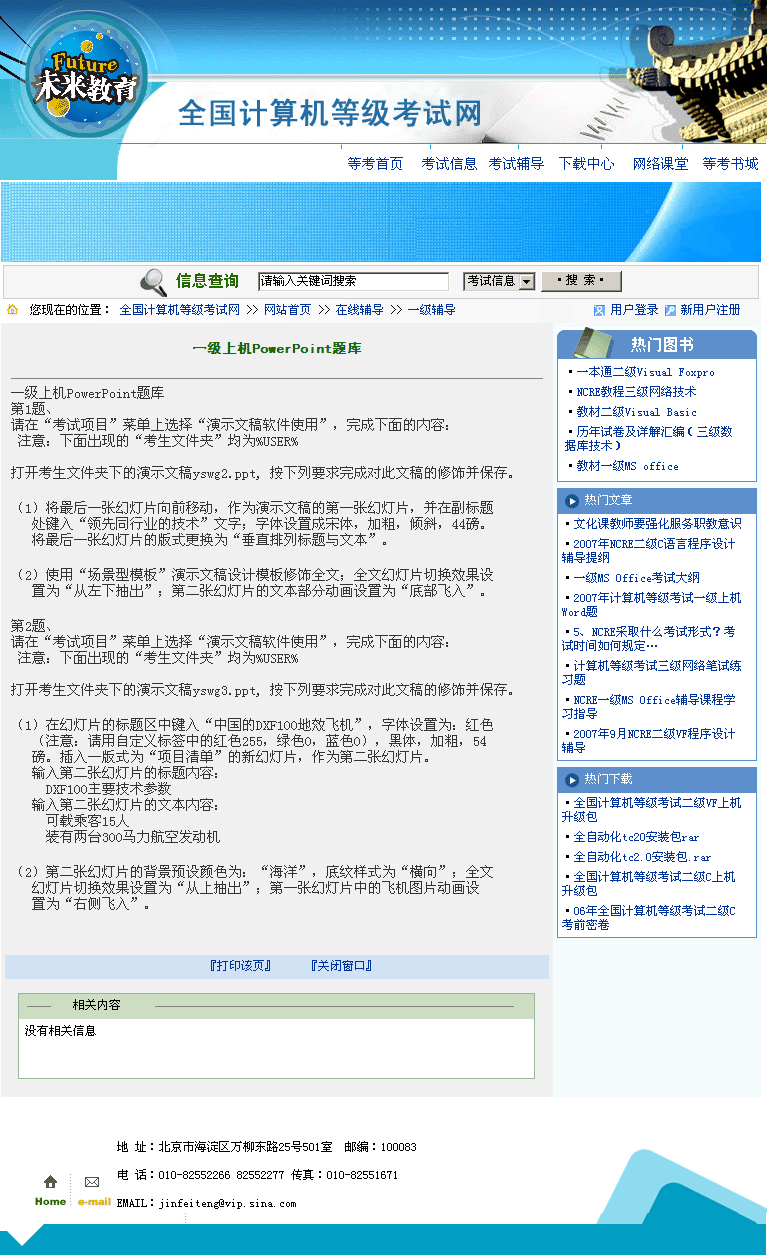 Future
未来教育
全国计算机等级考试网
等考首页 考试信息 考试辅导 下载中心 网络课堂 等考书城
信息查询 请输入关键词搜索 考试信息 ·搜 索·
您现在的位置： 全国计算机等级考试网 >> 网站首页 >> 在线辅导 >> 一级辅导
用户登录 新用户注册
一级上机PowerPoint题库
一级上机PowerPoint题库
第1题、
请在“考试项目”菜单上选择“演示文稿软件使用”，完成下面的内容：
注意：下面出现的“考生文件夹”均为%USER%
打开考生文件夹下的演示文稿yswg2.ppt, 按下列要求完成对此文稿的修饰并保存。
（1）将最后一张幻灯片向前移动，作为演示文稿的第一张幻灯片，并在副标题
处键入“领先同行业的技术”文字；字体设置成宋体，加粗，倾斜，44磅。
将最后一张幻灯片的版式更换为“垂直排列标题与文本”。
（2）使用“场景型模板”演示文稿设计模板修饰全文；全文幻灯片切换效果设
置为“从左下抽出”；第二张幻灯片的文本部分动画设置为“底部飞入”。
第2题、
请在“考试项目”菜单上选择“演示文稿软件使用”，完成下面的内容：
注意：下面出现的“考生文件夹”均为%USER%
打开考生文件夹下的演示文稿yswg3.ppt, 按下列要求完成对此文稿的修饰并保存。
（1）在幻灯片的标题区中键入“中国的DXF100地效飞机”，字体设置为：红色
（注意：请用自定义标签中的红色255，绿色0，蓝色0），黑体，加粗，54
磅。插入一版式为“项目清单”的新幻灯片，作为第二张幻灯片。
输入第二张幻灯片的标题内容：
DXF100主要技术参数
输入第二张幻灯片的文本内容：
可载乘客15人
装有两台300马力航空发动机
（2）第二张幻灯片的背景预设颜色为：“海洋”，底纹样式为“横向”；全文
幻灯片切换效果设置为“从上抽出”；第一张幻灯片中的飞机图片动画设
置为“右侧飞入”。
『打印该页』 『关闭窗口』
相关内容
没有相关信息
热门图书
·一本通二级Visual Foxpro
·NCRE教程三级网络技术
·教材二级Visual Basic
·历年试卷及详解汇编（三级数
据库技术）
·教材一级MS office
热门文章
·文化课教师要强化服务职教意识
·2007年NCRE二级C语言程序设计
辅导提纲
·一级MS Office考试大纲
·2007年计算机等级考试一级上机
Word题
·5、NCRE采取什么考试形式？考
试时间如何规定…
·计算机等级考试三级网络笔试练
习题
·NCRE一级MS Office辅导课程学
习指导
·2007年9月NCRE二级VF程序设计
辅导
热门下载
·全国计算机等级考试二级VF上机
升级包
·全自动化tc20安装包rar
·全自动化tc2.0安装包.rar
·全国计算机等级考试二级C上机
升级包
·06年全国计算机等级考试二级C
考前密卷
地 址：北京市海淀区万柳东路25号501室 邮编：100083
电 话：010-82552266 82552277 传真：010-82551671
Home e-mail EMAIL：jinfeiteng@vip.sina.com